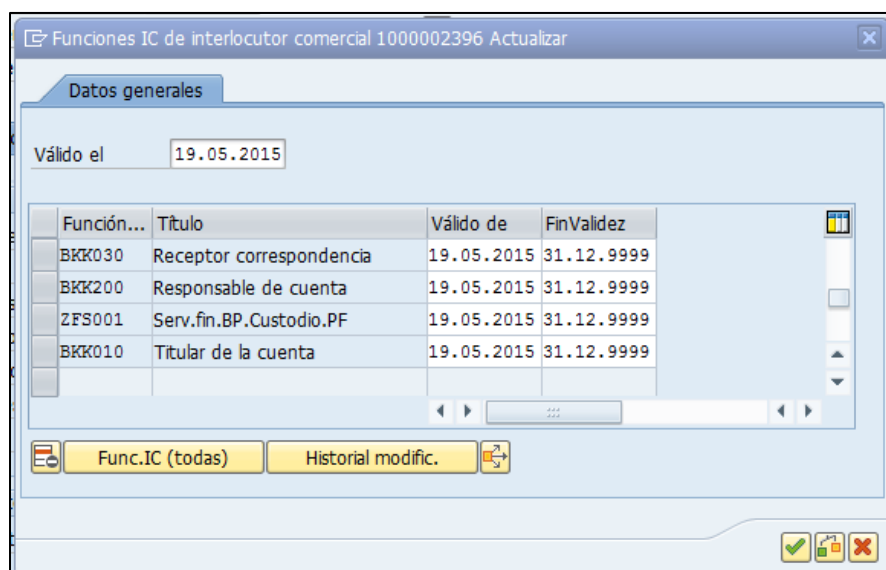 Funciones IC de interlocutor comercial 1000002396 Actualizar
Datos generales
Válido el 19.05.2015
Función... Título Válido de FinValidez
BKK030 Receptor correspondencia 19.05.2015 31.12.9999
BKK200 Responsable de cuenta 19.05.2015 31.12.9999
ZFS001 Serv.fin.BP.Custodio.PF 19.05.2015 31.12.9999
BKK010 Titular de la cuenta 19.05.2015 31.12.9999
Func.IC (todas) Historial modific.